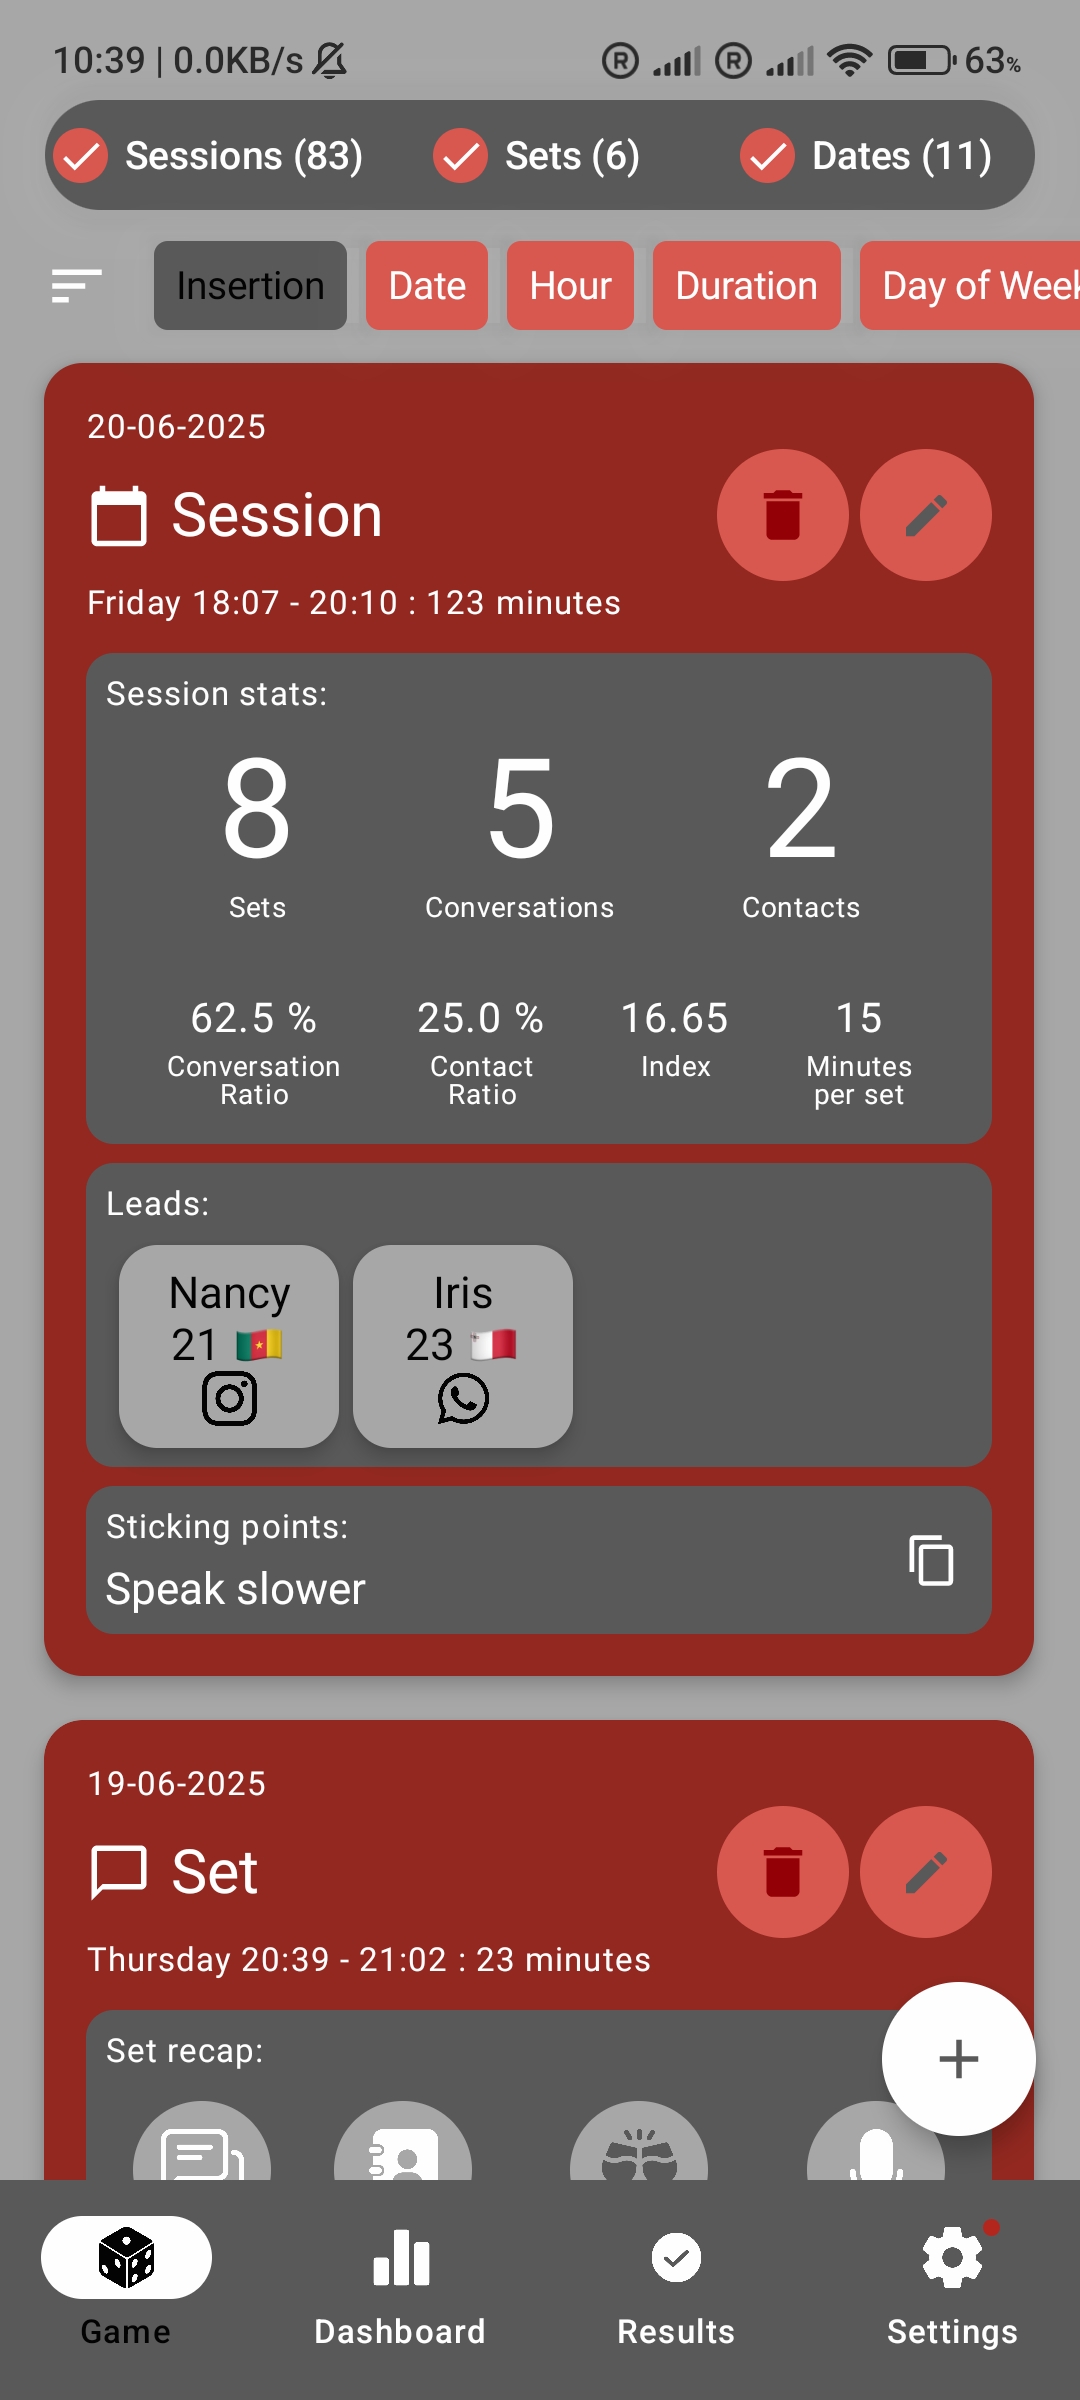 10:39 | 0.0KB/s ® ® 63%
Sessions (83) Sets (6) Dates (11)
Insertion Date Hour Duration Day of Week
20-06-2025
Session
Friday 18:07 - 20:10 : 123 minutes
Session stats:
8 5 2
Sets Conversations Contacts
62.5 % 25.0 % 16.65 15
Conversation Contact Index Minutes
Ratio Ratio per set
Leads:
Nancy Iris
21 23
Sticking points:
Speak slower
19-06-2025
Set
Thursday 20:39 - 21:02 : 23 minutes
Set recap:
Game Dashboard Results Settings